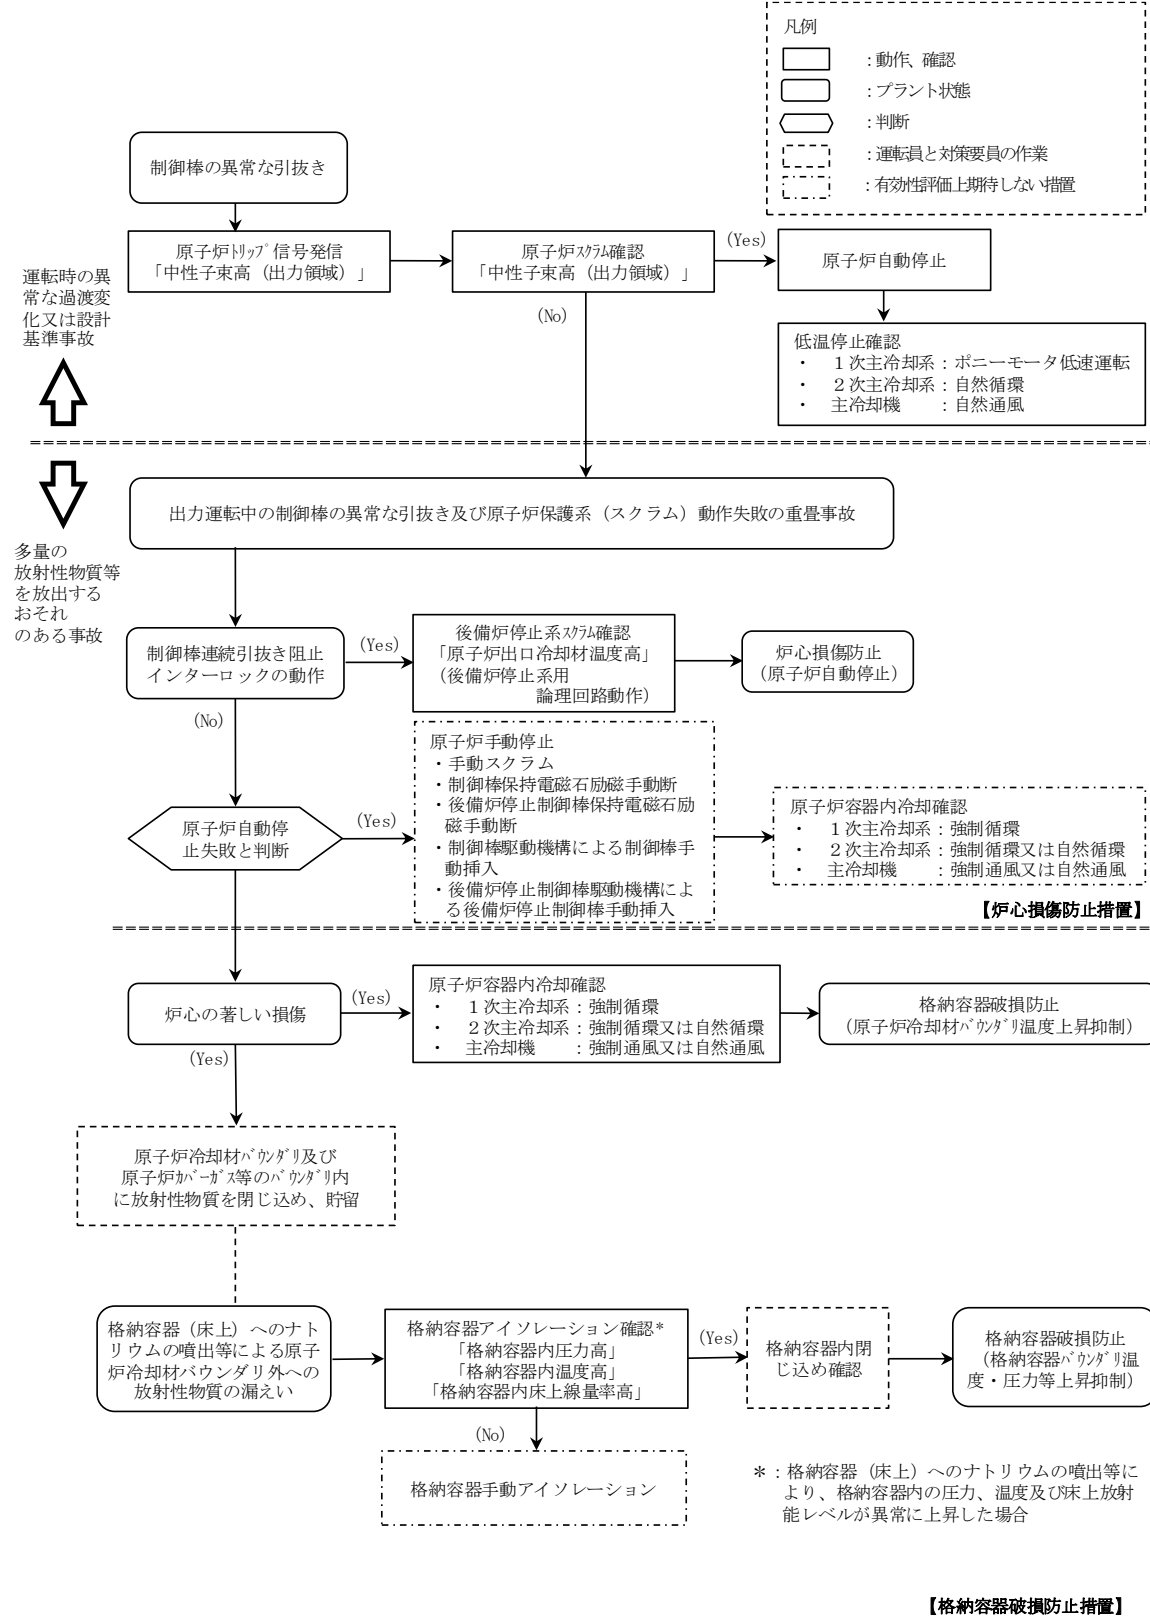 凡例
：動作、確認
：プラント状態
：判断
：運転員と対策要員の作業
：有効性評価上期待しない措置
制御棒の異常な引抜き
原子炉ﾄﾘｯﾌﾟ信号発信
「中性子束高（出力領域）」
原子炉ｽｸﾗﾑ確認
「中性子束高（出力領域）」
(Yes)
原子炉自動停止
(No)
運転時の異
常な過渡変
化又は設計
基準事故
低温停止確認
・　１次主冷却系：ポニーモータ低速運転
・　２次主冷却系：自然循環
・　主冷却機　　：自然通風
出力運転中の制御棒の異常な引抜き及び原子炉保護系（スクラム）動作失敗の重畳事故
多量の
放射性物質等
を放出する
おそれ
のある事故
制御棒連続引抜き阻止
インターロックの動作
(Yes)
後備炉停止系ｽｸﾗﾑ確認
「原子炉出口冷却材温度高」
（後備炉停止系用
論理回路動作）
炉心損傷防止
（原子炉自動停止）
(No)
原子炉自動停
止失敗と判断
(Yes)
原子炉手動停止
・手動スクラム
・制御棒保持電磁石励磁手動断
・後備炉停止制御棒保持電磁石励
磁手動断
・制御棒駆動機構による制御棒手
動挿入
・後備炉停止制御棒駆動機構によ
る後備炉停止制御棒手動挿入
原子炉容器内冷却確認
・　１次主冷却系：強制循環
・　２次主冷却系：強制循環又は自然循環
・　主冷却機　　：強制通風又は自然通風
【炉心損傷防止措置】
炉心の著しい損傷
(Yes)
原子炉容器内冷却確認
・　１次主冷却系：強制循環
・　２次主冷却系：強制循環又は自然循環
・　主冷却機　　：強制通風又は自然通風
格納容器破損防止
（原子炉冷却材ﾊﾞｳﾝﾀﾞﾘ温度上昇抑制）
(Yes)
原子炉冷却材ﾊﾞｳﾝﾀﾞﾘ及び
原子炉ｶﾊﾞｰｶﾞｽ等のﾊﾞｳﾝﾀﾞﾘ内
に放射性物質を閉じ込め、貯留
格納容器（床上）へのナト
リウムの噴出等による原子
炉冷却材バウンダリ外への
放射性物質の漏えい
格納容器アイソレーション確認*
「格納容器内圧力高」
「格納容器内温度高」
「格納容器内床上線量率高」
(Yes)
格納容器内閉
じ込め確認
格納容器破損防止
（格納容器ﾊﾞｳﾝﾀﾞﾘ温
度・圧力等上昇抑制）
(No)
格納容器手動アイソレーション
＊：格納容器（床上）へのナトリウムの噴出等に
より、格納容器内の圧力、温度及び床上放射
能レベルが異常に上昇した場合
【格納容器破損防止措置】